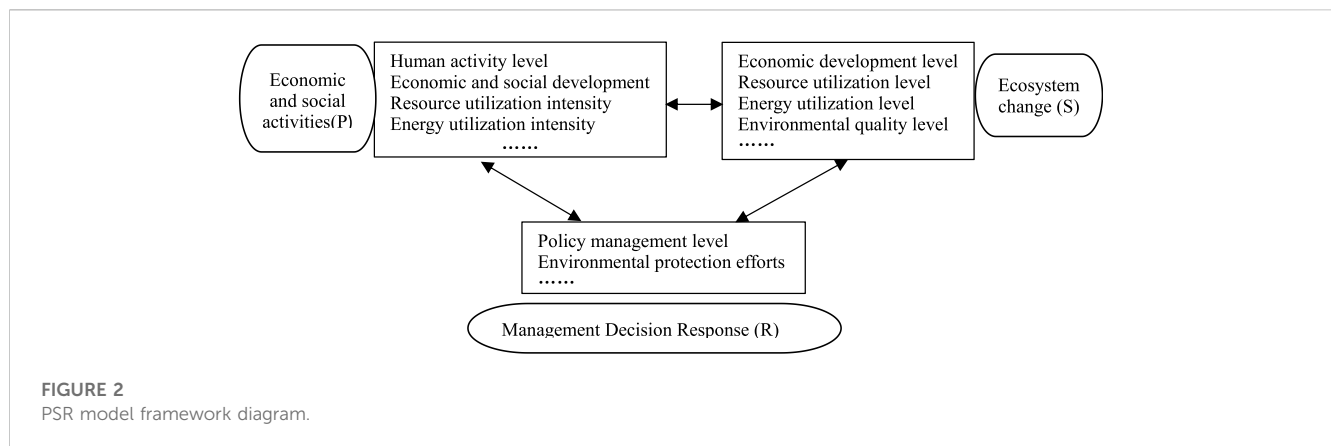 Economic
and social
activities(P)
Human activity level
Economic and social development
Resource utilization intensity
Energy utilization intensity
……
Economic development level
Resource utilization level
Energy utilization level
Environmental quality level
……
Ecosystem
change (S)
Policy management level
Environmental protection efforts
……
Management Decision Response (R)
FIGURE 2
PSR model framework diagram.